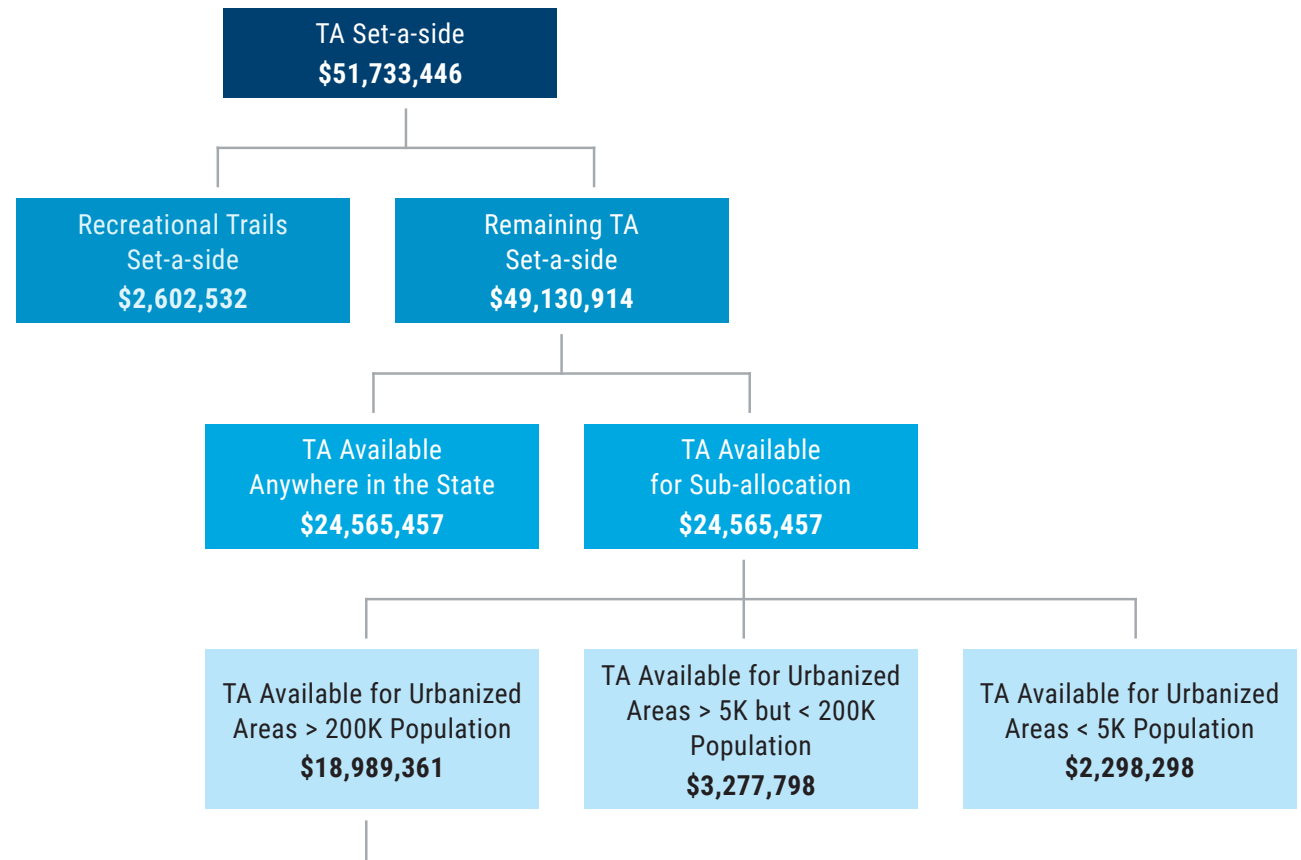 TA Set-a-side
$51,733,446
Recreational Trails
Set-a-side
$2,602,532
Remaining TA
Set-a-side
$49,130,914
TA Available
Anywhere in the State
$24,565,457
TA Available
for Sub-allocation
$24,565,457
TA Available for Urbanized
Areas > 200K Population
$18,989,361
TA Available for Urbanized
Areas > 5K but < 200K
Population
$3,277,798
TA Available for Urbanized
Areas < 5K Population
$2,298,298